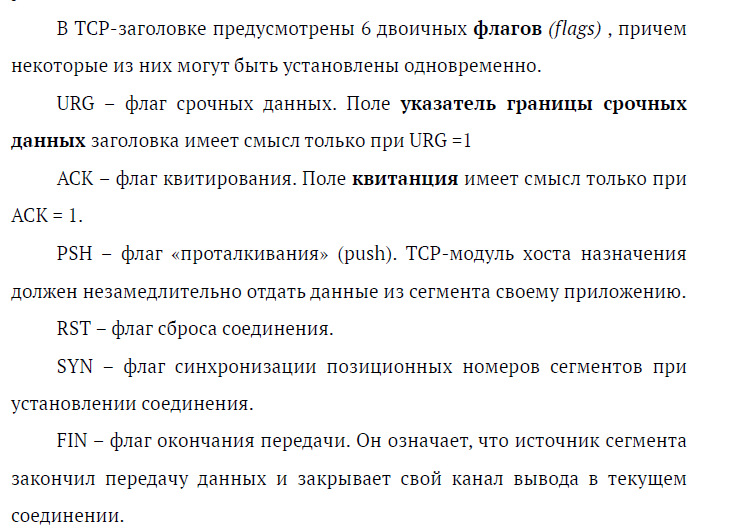 В TCP-заголовке предусмотрены 6 двоичных флагов (flags) , причем
некоторые из них могут быть установлены одновременно.
URG – флаг срочных данных. Поле указатель границы срочных
данных заголовка имеет смысл только при URG =1
ACK – флаг квитирования. Поле квитанция имеет смысл только при
ACK = 1.
PSH – флаг «проталкивания» (push). TCP-модуль хоста назначения
должен незамедлительно отдать данные из сегмента своему приложению.
RST – флаг сброса соединения.
SYN – флаг синхронизации позиционных номеров сегментов при
установлении соединения.
FIN – флаг окончания передачи. Он означает, что источник сегмента
закончил передачу данных и закрывает свой канал вывода в текущем
соединении.